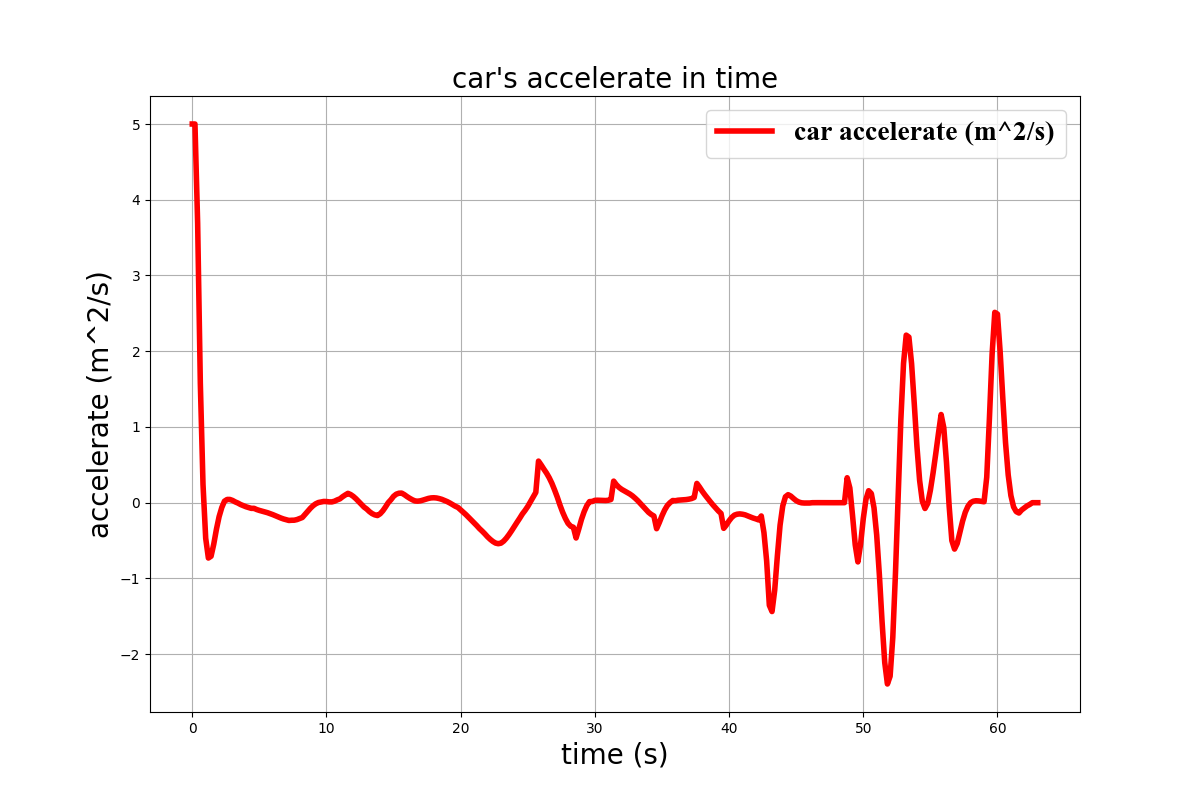 car's accelerate in time
car accelerate (m^2/s)
accelerate (m^2/s)
5
4
3
2
1
0
−1
−2
0 10 20 30 40 50 60
time (s)